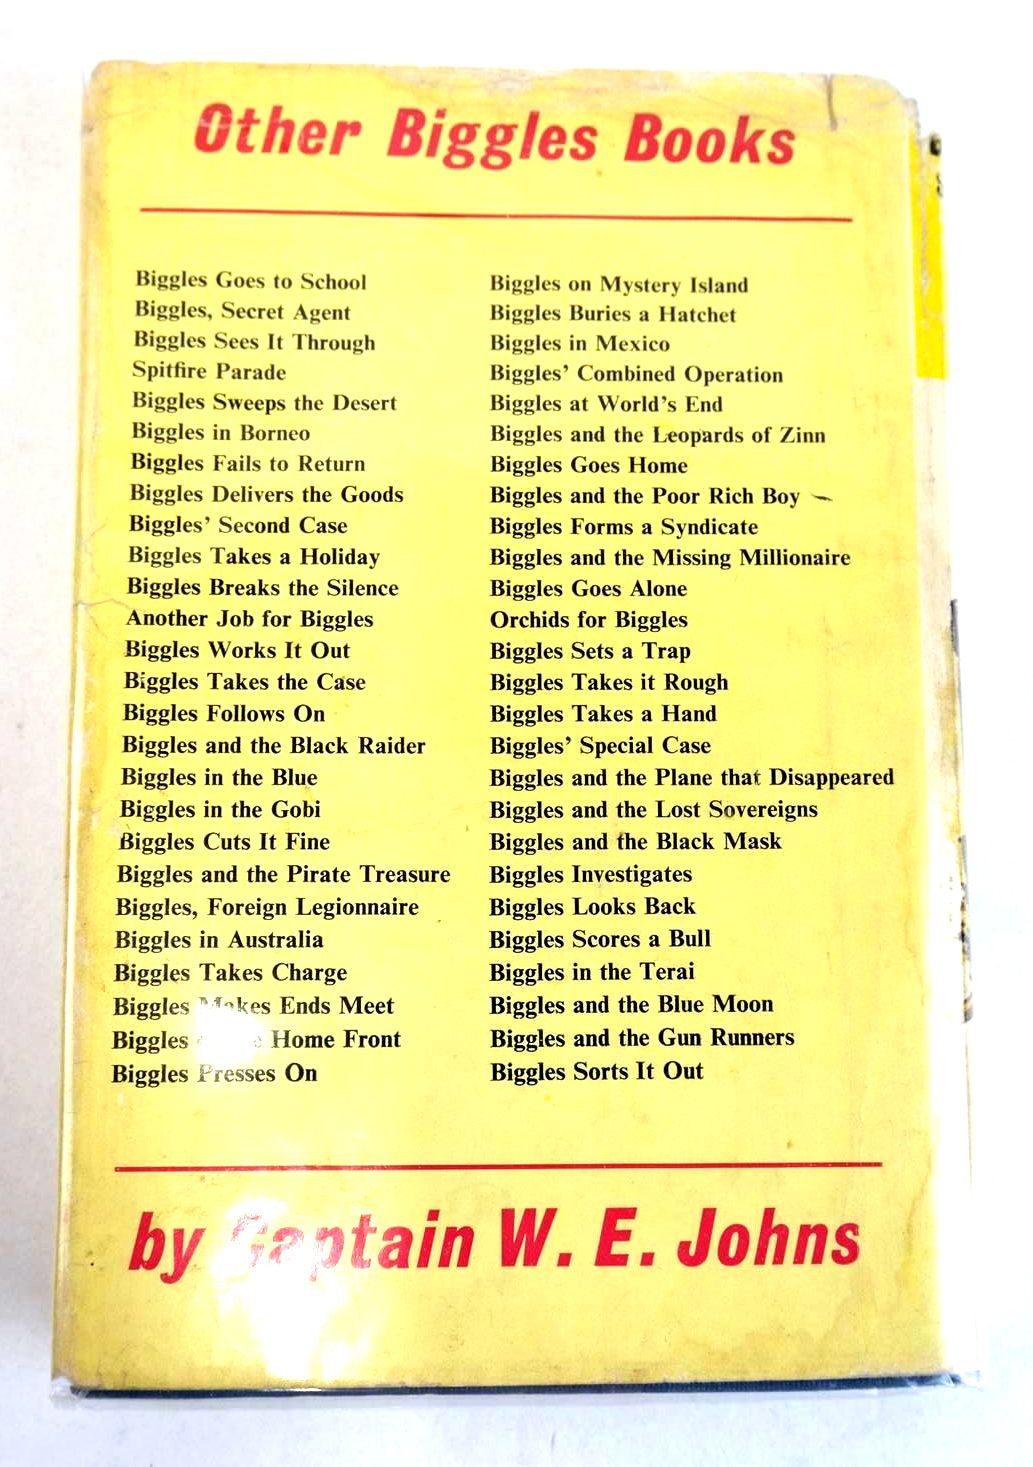 Other Biggles Books
Biggles Goes to School
Biggles, Secret Agent
Biggles Sees It Through
Spitfire Parade
Biggles Sweeps the Desert
Biggles in Borneo
Biggles Fails to Return
Biggles Delivers the Goods
Biggles' Second Case
Biggles Takes a Holiday
Biggles Breaks the Silence
Another Job for Biggles
Biggles Works It Out
Biggles Takes the Case
Biggles Follows On
Biggles and the Black Raider
Biggles in the Blue
Biggles in the Gobi
Biggles Cuts It Fine
Biggles and the Pirate Treasure
Biggles, Foreign Legionnaire
Biggles in Australia
Biggles Takes Charge
Biggles Makes Ends Meet
Biggles Home Front
Biggles Presses On
Biggles on Mystery Island
Biggles Buries a Hatchet
Biggles in Mexico
Biggles' Combined Operation
Biggles at World's End
Biggles and the Leopards of Zinn
Biggles Goes Home
Biggles and the Poor Rich Boy
Biggles Forms a Syndicate
Biggles and the Missing Millionaire
Biggles Goes Alone
Orchids for Biggles
Biggles Sets a Trap
Biggles Takes it Rough
Biggles Takes a Hand
Biggles' Special Case
Biggles and the Plane that Disappeared
Biggles and the Lost Sovereigns
Biggles and the Black Mask
Biggles Investigates
Biggles Looks Back
Biggles Scores a Bull
Biggles in the Terai
Biggles and the Blue Moon
Biggles and the Gun Runners
Biggles Sorts It Out
by Captain W. E. Johns